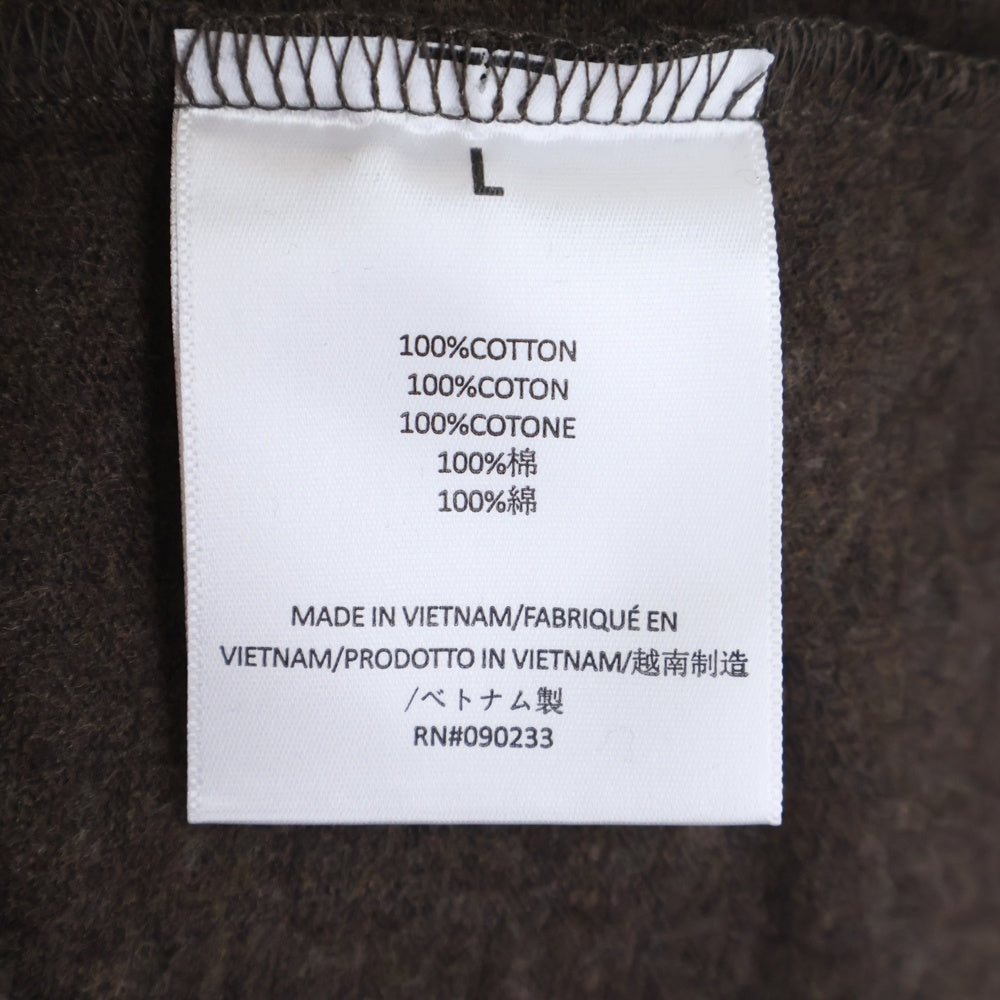 L
100%COTTON
100%COTON
100%COTONE
100%棉
100%綿
MADE IN VIETNAM/FABRIQUÉ EN
VIETNAM/PRODOTTO IN VIETNAM/越南制造
/ベトナム製
RN#090233